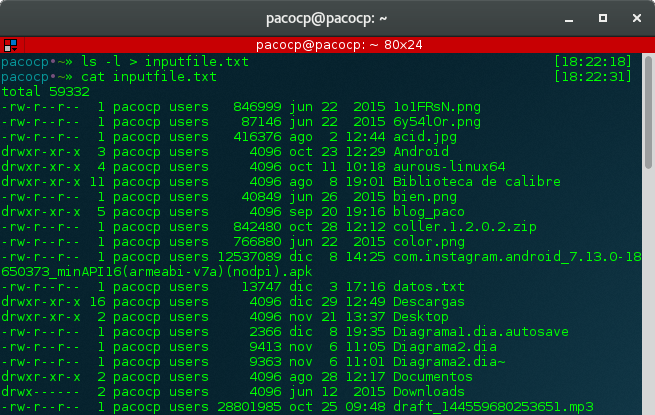 pacocp@pacocp: ~
pacocp@pacocp: ~ 80x24
pacocp•~» ls -l > inputfile.txt [18:22:18]
pacocp•~» cat inputfile.txt [18:22:31]
total 59332
-rw-r--r-- 1 pacocp users 846999 jun 22 2015 1o1FRsN.png
-rw-r--r-- 1 pacocp users 87146 jun 22 2015 6y54lOr.png
-rw-r--r-- 1 pacocp users 416376 ago 2 12:44 acid.jpg
drwxr-xr-x 3 pacocp users 4096 oct 23 12:29 Android
drwxr-xr-x 4 pacocp users 4096 oct 11 10:18 aurous-linux64
drwxr-xr-x 11 pacocp users 4096 ago 8 19:01 Biblioteca de calibre
-rw-r--r-- 1 pacocp users 40849 jun 26 2015 bien.png
drwxr-xr-x 5 pacocp users 4096 sep 20 19:16 blog_paco
-rw-r--r-- 1 pacocp users 842480 oct 28 12:12 coller.1.2.0.2.zip
-rw-r--r-- 1 pacocp users 766880 jun 22 2015 color.png
-rw-r--r-- 1 pacocp users 12537089 dic 8 14:25 com.instagram.android_7.13.0-18
650373_minAPI16(armeabi-v7a)(nodpi).apk
-rw-r--r-- 1 pacocp users 13747 dic 3 17:16 datos.txt
drwxr-xr-x 16 pacocp users 4096 dic 29 12:49 Descargas
drwxr-xr-x 2 pacocp users 4096 nov 21 13:37 Desktop
-rw-r--r-- 1 pacocp users 2366 dic 8 19:35 Diagrama1.dia.autosave
-rw-r--r-- 1 pacocp users 9413 nov 6 11:05 Diagrama2.dia
-rw-r--r-- 1 pacocp users 9363 nov 6 11:01 Diagrama2.dia~
drwxr-xr-x 2 pacocp users 4096 ago 28 12:17 Documentos
drwx------ 2 pacocp users 4096 jun 12 2015 Downloads
-rw-r--r-- 1 pacocp users 28801985 oct 25 09:48 draft_144559680253651.mp3